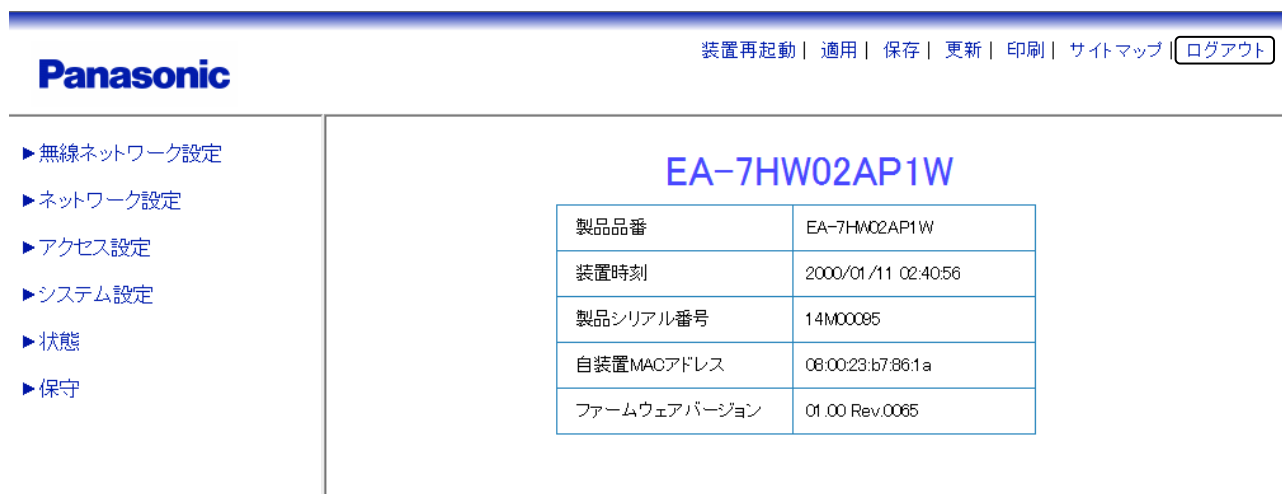 装置再起動| 適用| 保存| 更新| 印刷| サイトマップ| ログアウト
Panasonic
▶無線ネットワーク設定
▶ネットワーク設定
▶アクセス設定
▶システム設定
▶状態
▶保守
EA-7HW02AP1W
製品品番 EA-7HW02AP1W
装置時刻 2000/01/11 02:40:56
製品シリアル番号 14M00095
自装置MACアドレス 08:00:23:b7:86:1a
ファームウェアバージョン 01.00 Rev.0065